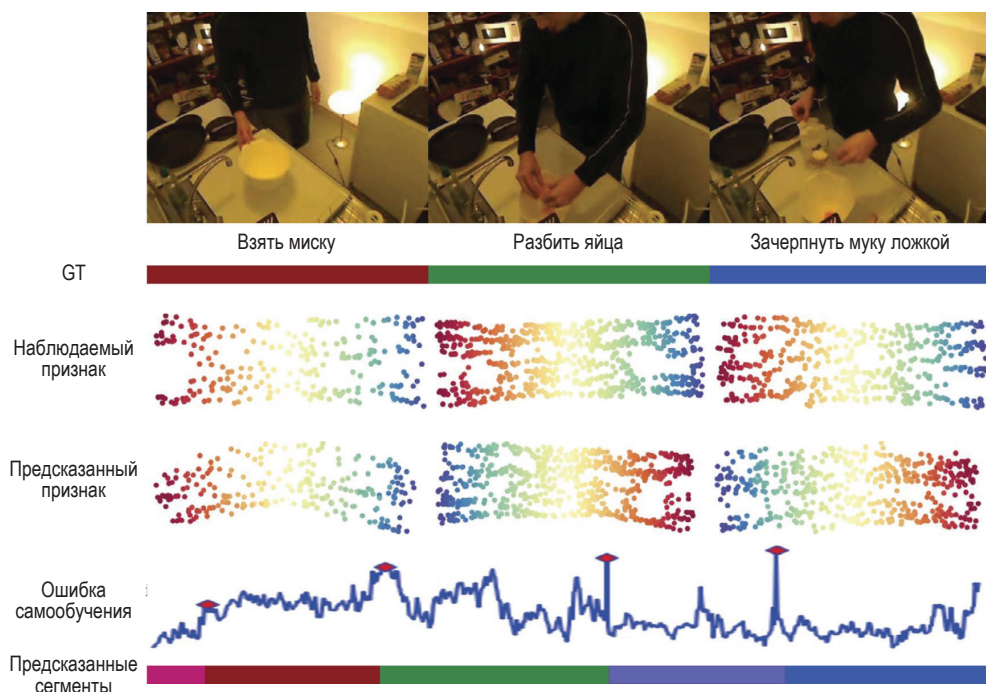 Взять миску
Разбить яйца
Зачерпнуть муку ложкой
GT
Наблюдаемый
признак
Предсказанный
признак
Ошибка
самообучения
Предсказанные
сегменты